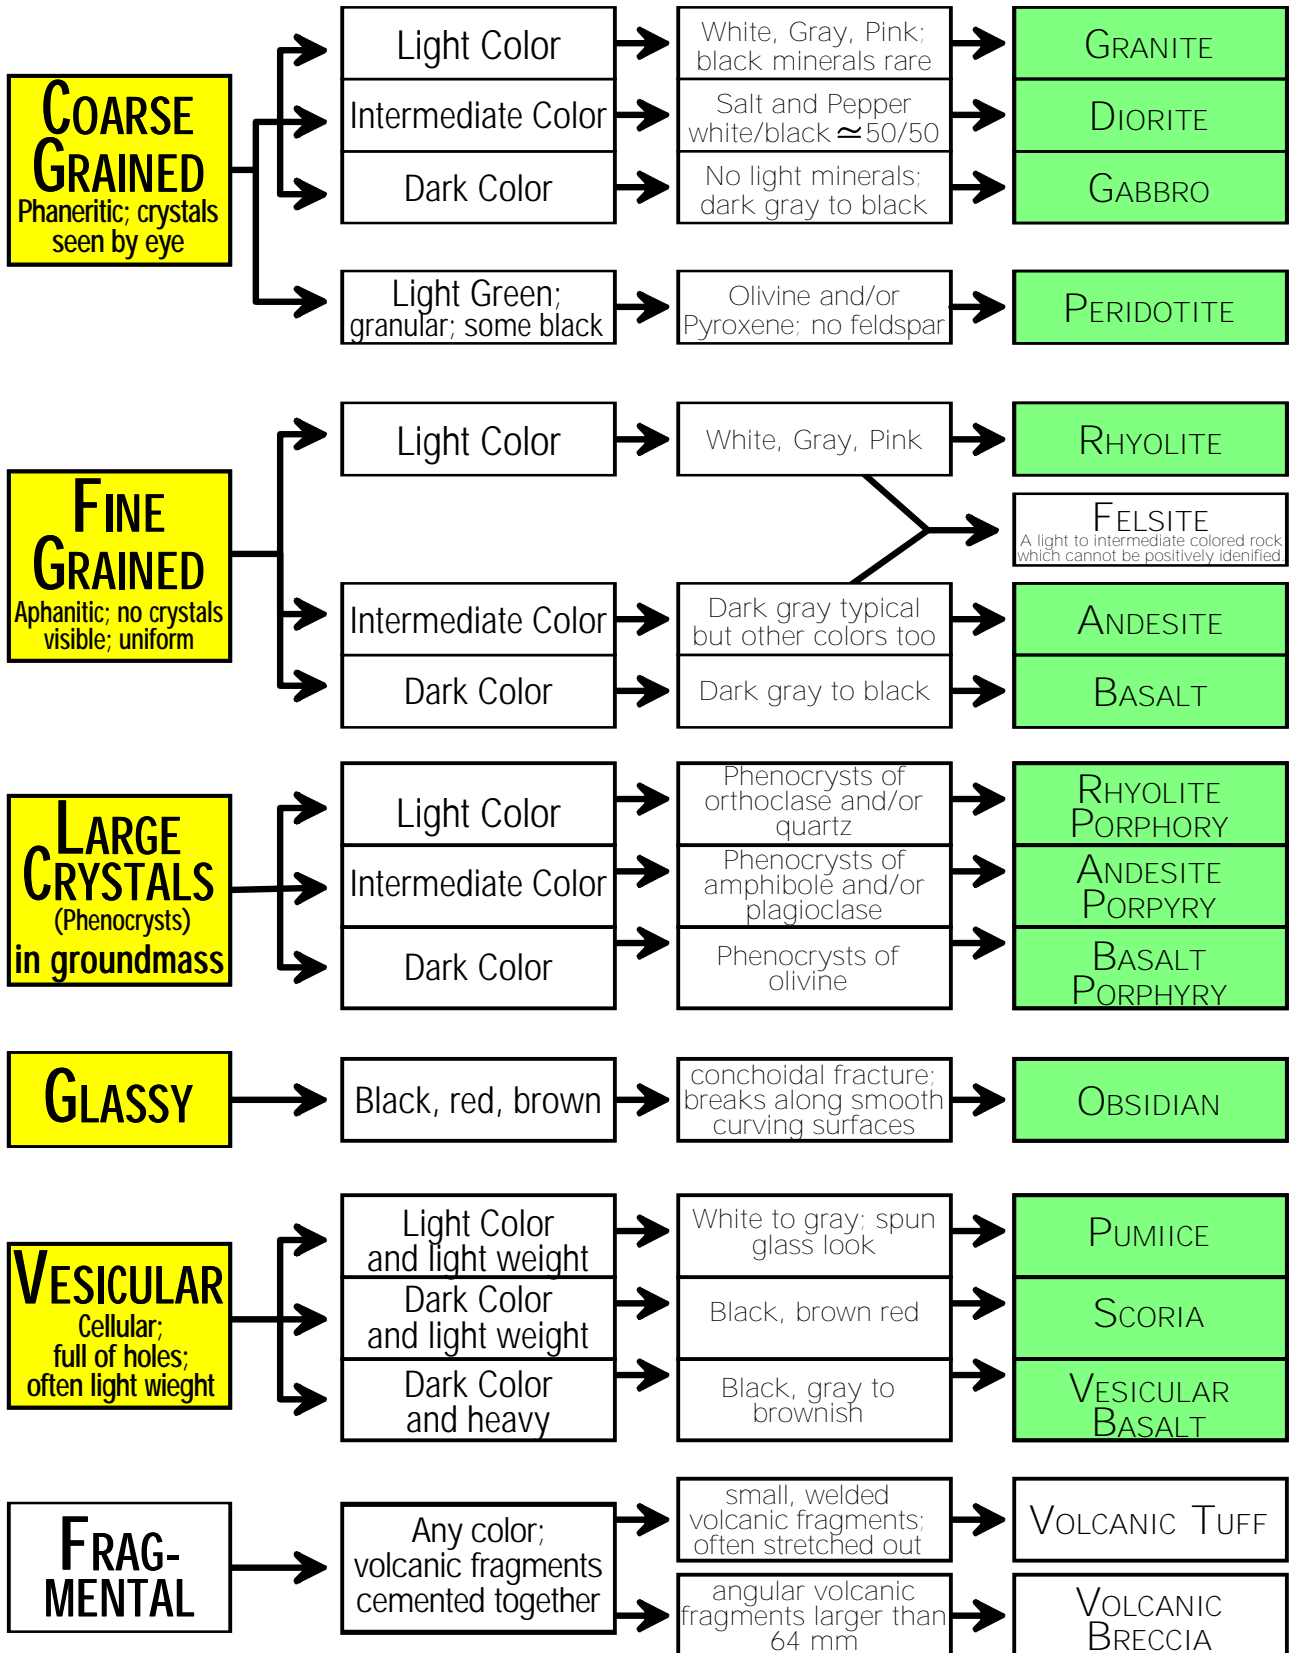 COARSE
GRAINED
Phaneritic; crystals
seen by eye
Light Color
White, Gray, Pink;
black minerals rare
GRANITE
Intermediate Color
Salt and Pepper
white/black ≃ 50/50
DIORITE
Dark Color
No light minerals;
dark gray to black
GABBRO
Light Green;
granular; some black
Olivine and/or
Pyroxene; no feldspar
PERIDOTITE
FINE
GRAINED
Aphanitic; no crystals
visible; uniform
Light Color
White, Gray, Pink
RHYOLITE
FELSITE
A light to intermediate colored rock
which cannot be positively idenified.
Intermediate Color
Dark gray typical
but other colors too
ANDESITE
Dark Color
Dark gray to black
BASALT
LARGE
CRYSTALS
(Phenocrysts)
in groundmass
Light Color
Phenocrysts of
orthoclase and/or
quartz
RHYOLITE
PORPHORY
Intermediate Color
Phenocrysts of
amphibole and/or
plagioclase
ANDESITE
PORPYRY
Dark Color
Phenocrysts of
olivine
BASALT
PORPHYRY
GLASSY
Black, red, brown
conchoidal fracture;
breaks along smooth
curving surfaces
OBSIDIAN
VESICULAR
Cellular;
full of holes;
often light wieght
Light Color
and light weight
White to gray; spun
glass look
PUMIICE
Dark Color
and light weight
Black, brown red
SCORIA
Dark Color
and heavy
Black, gray to
brownish
VESICULAR
BASALT
FRAG-
MENTAL
Any color;
volcanic fragments
cemented together
small, welded
volcanic fragments;
often stretched out
VOLCANIC TUFF
angular volcanic
fragments larger than
64 mm
VOLCANIC
BRECCIA